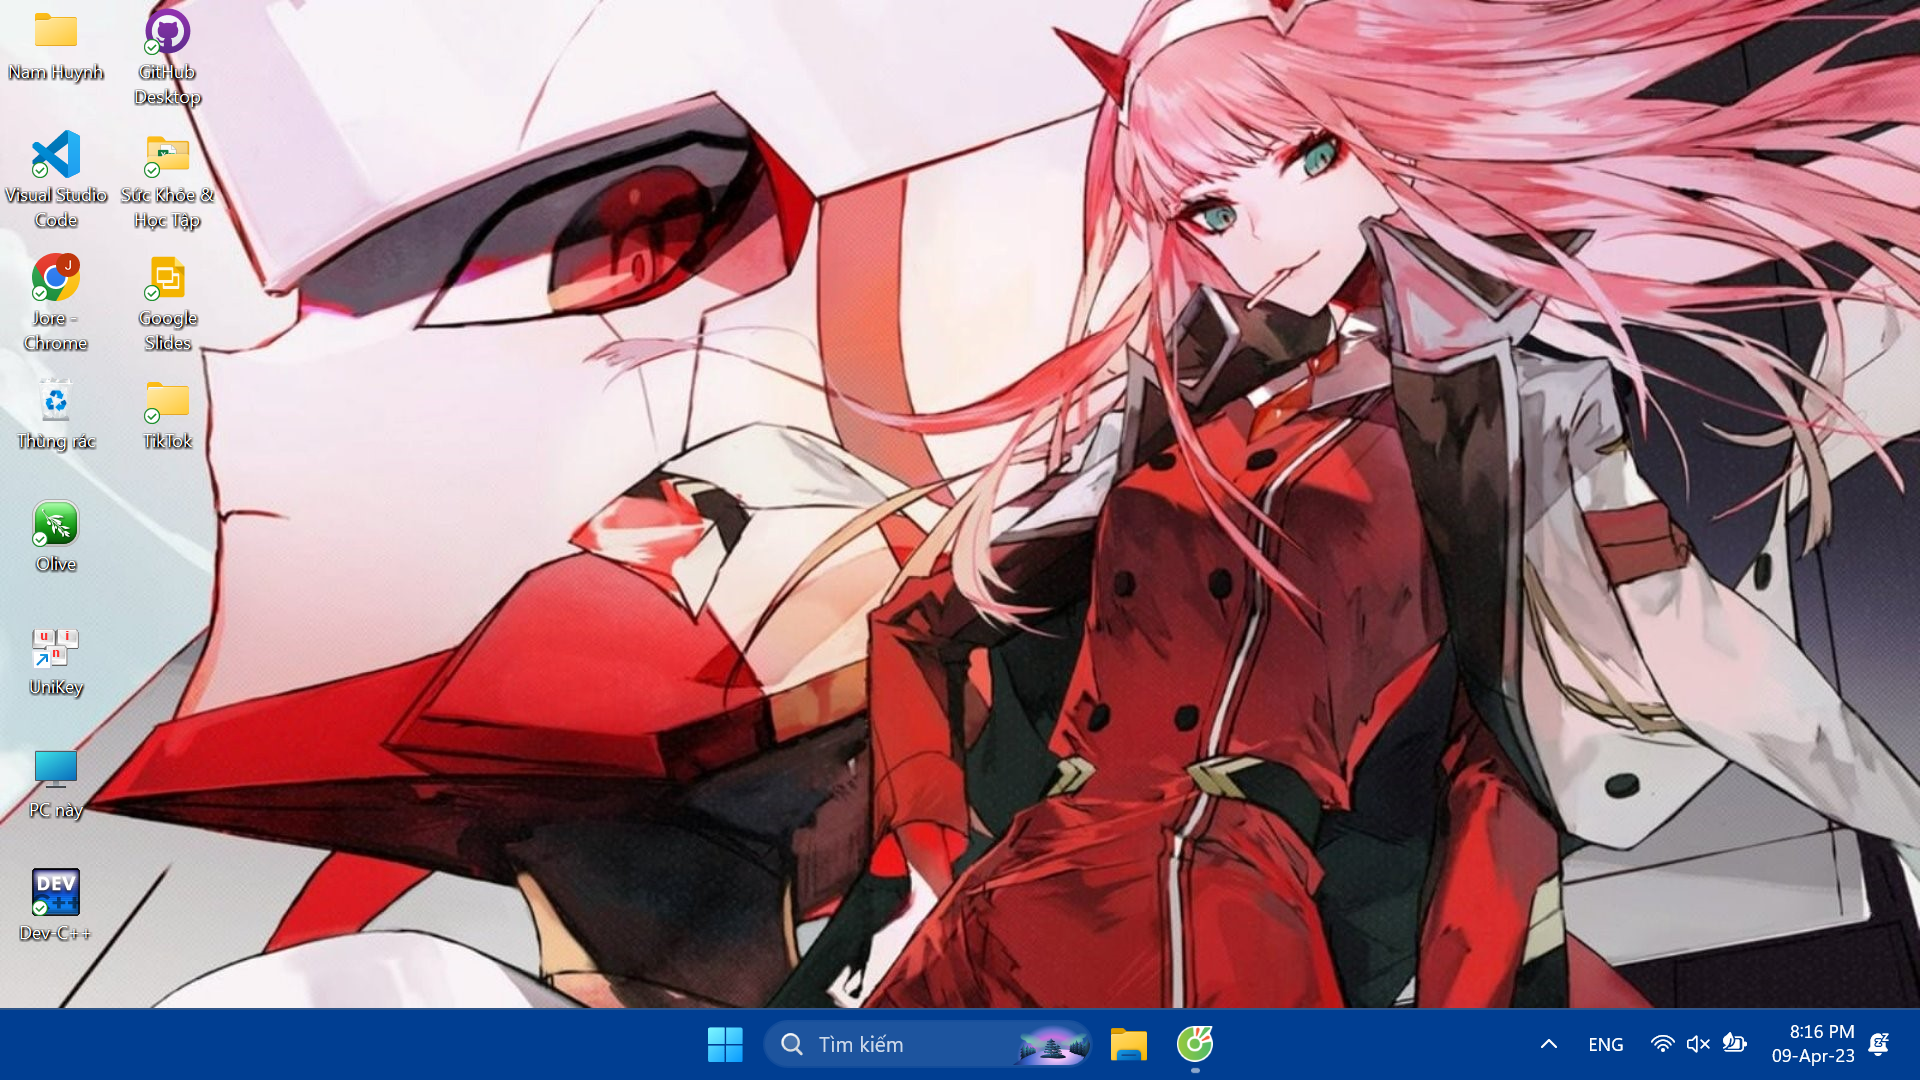 Nam Huynh
GitHub
Desktop
Visual Studio
Code
Sức Khỏe &
Học Tập
J
Jore -
Chrome
Google
Slides
Thùng rác
TikTok
Olive
u i
n
UniKey
PC này
DEV
C++
Dev-C++
Tìm kiếm
ENG
8:16 PM
09-Apr-23